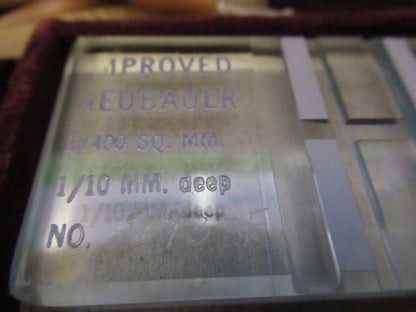 IMPROVED
NEUBAUER
1/400 SQ. MM
1/10 MM. deep
NO.